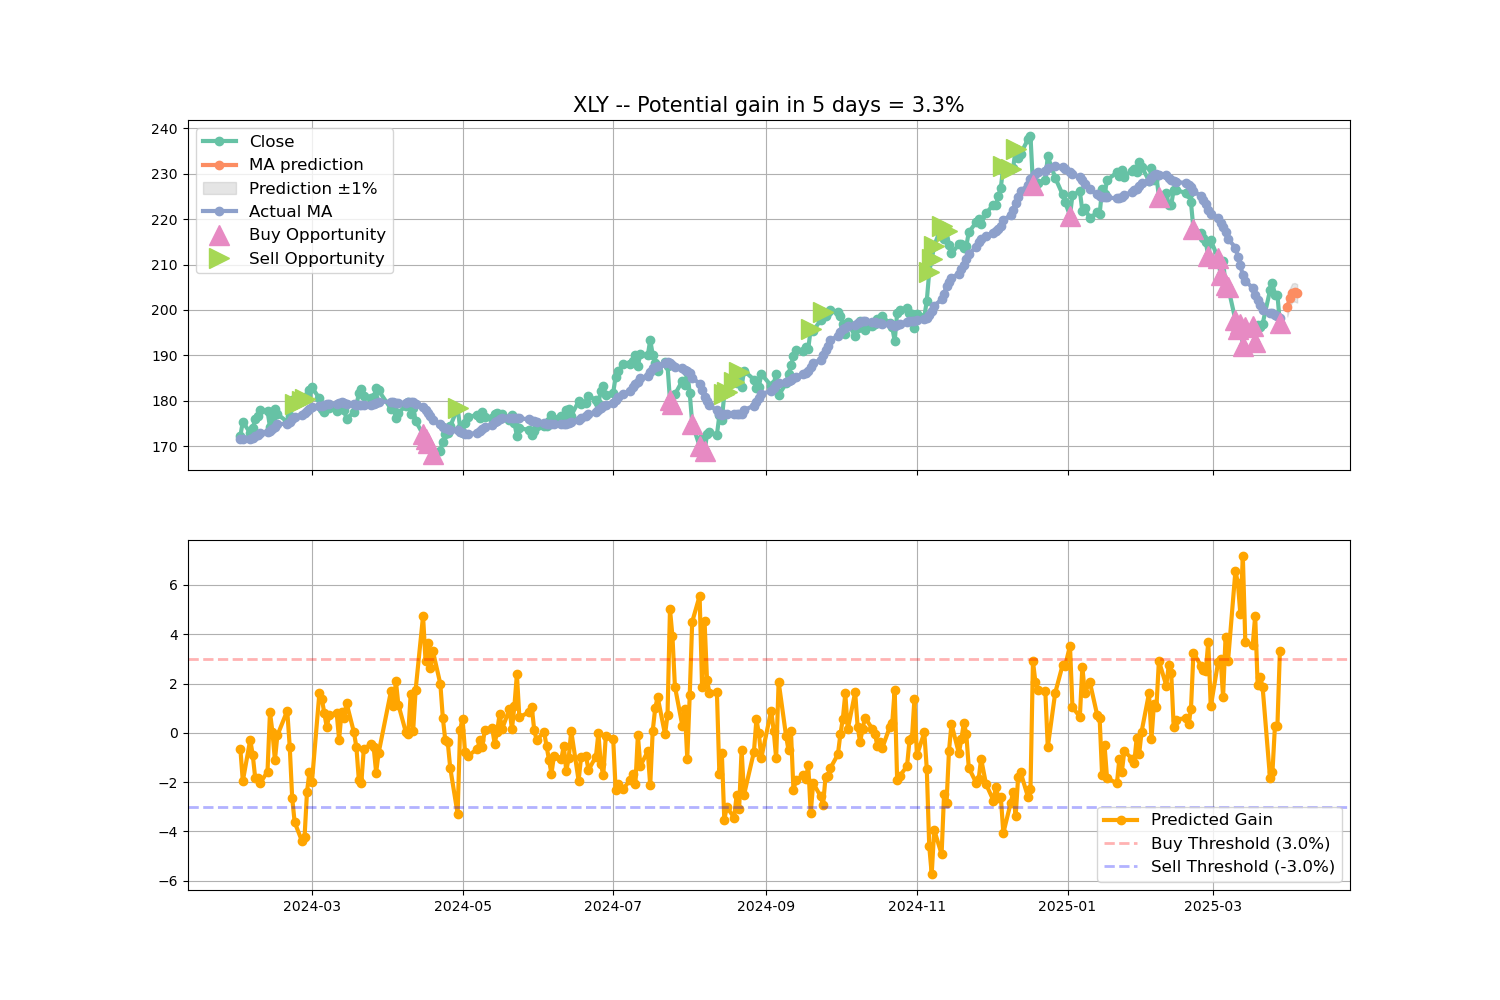 XLY -- Potential gain in 5 days = 3.3%
240
230
220
210
200
190
180
170
Close
MA prediction
Prediction ±1%
Actual MA
Buy Opportunity
Sell Opportunity
6
4
2
0
−2
−4
−6
Predicted Gain
Buy Threshold (3.0%)
Sell Threshold (-3.0%)
2024-03
2024-05
2024-07
2024-09
2024-11
2025-01
2025-03